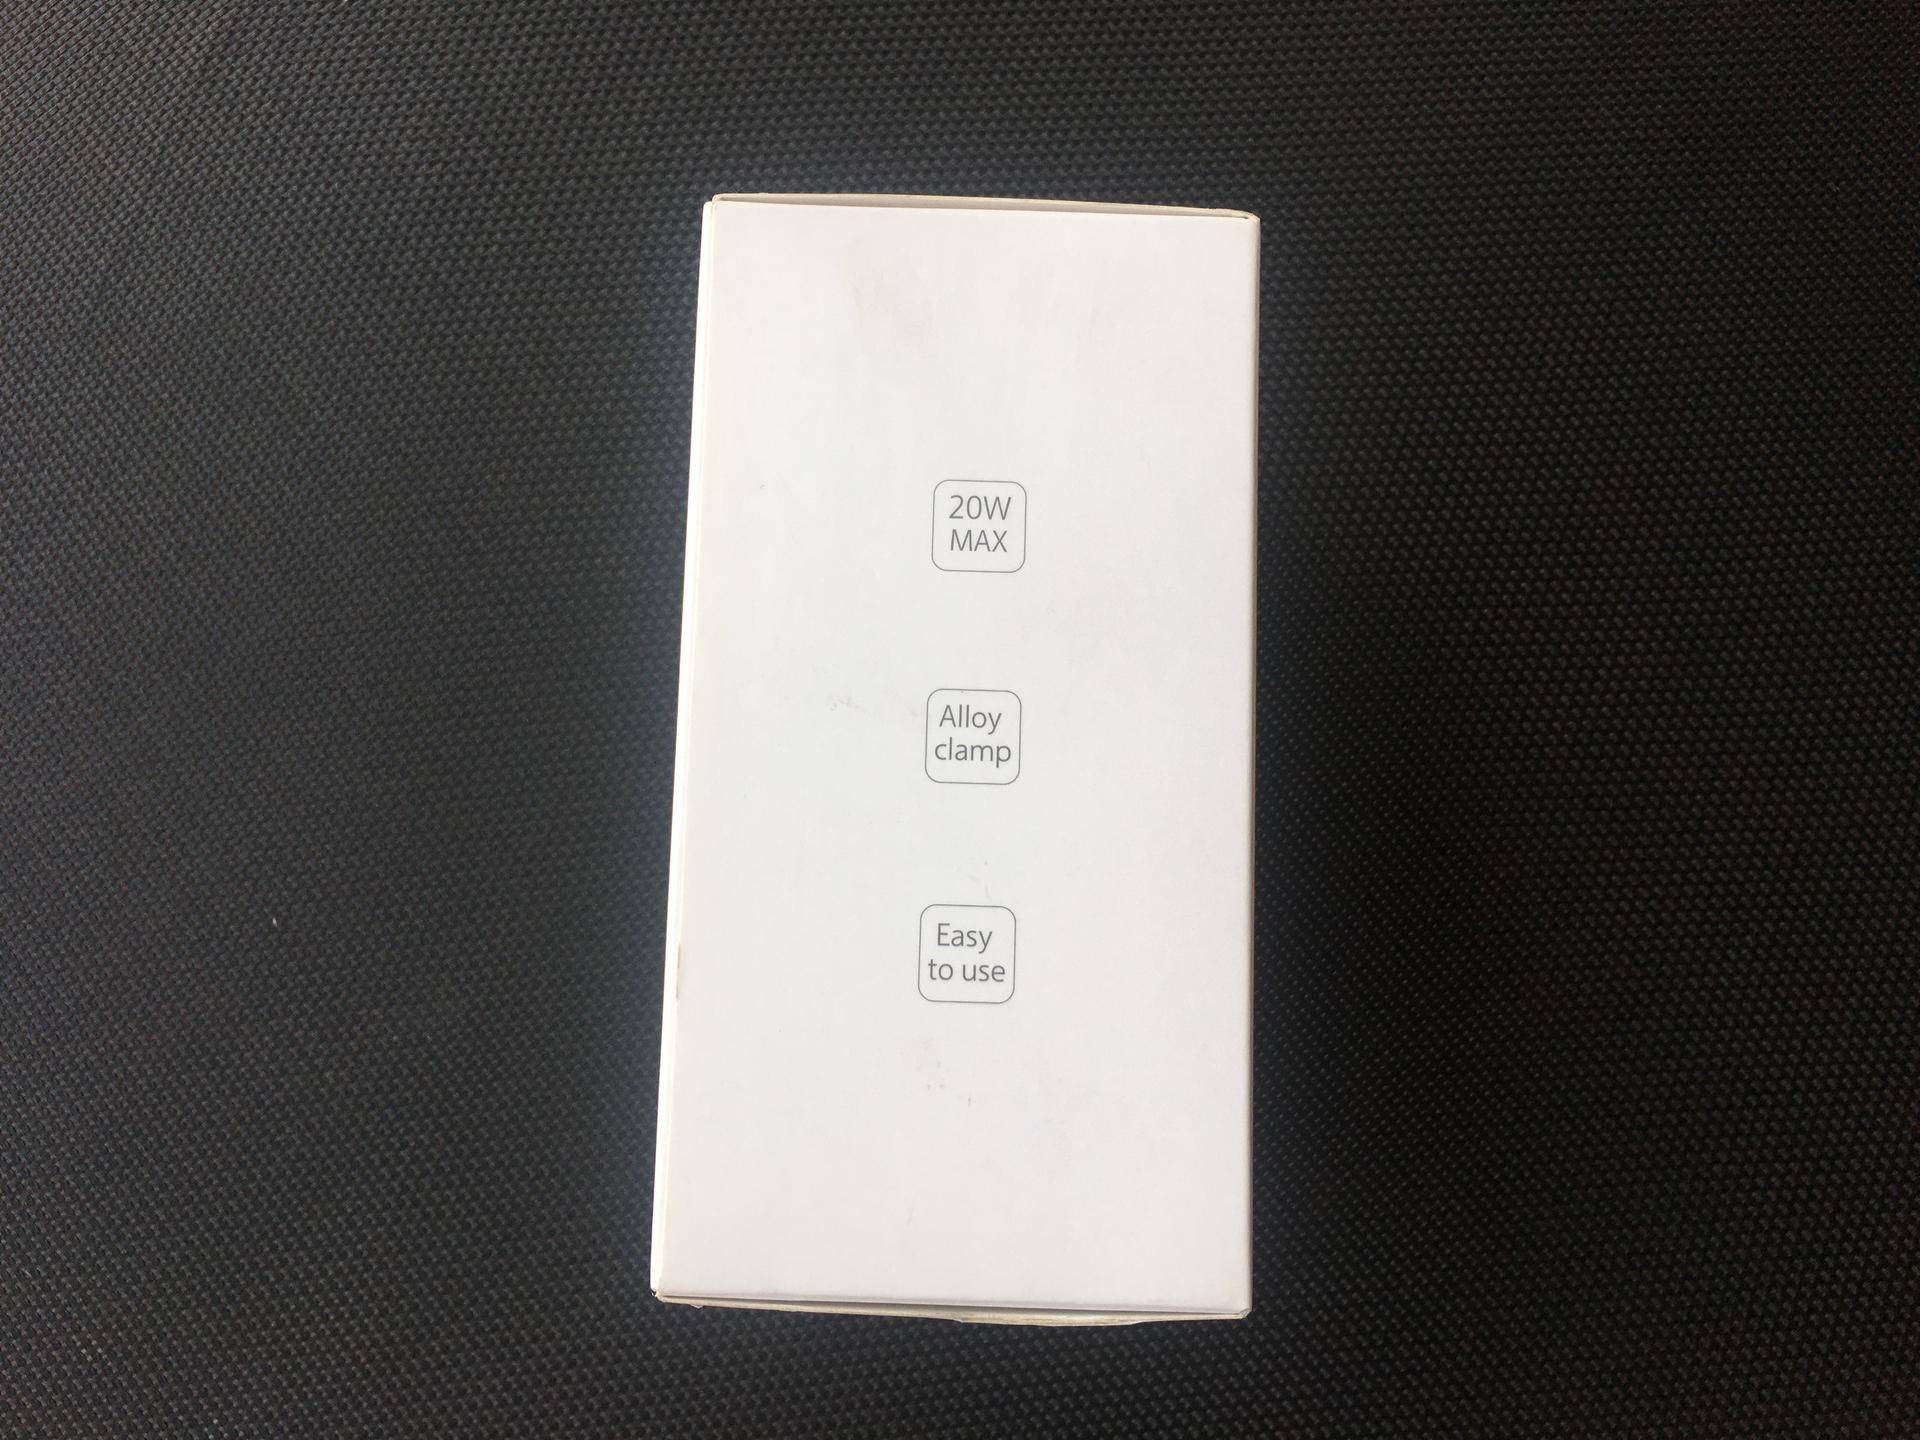 20W
MAX
Alloy
clamp
Easy
to use